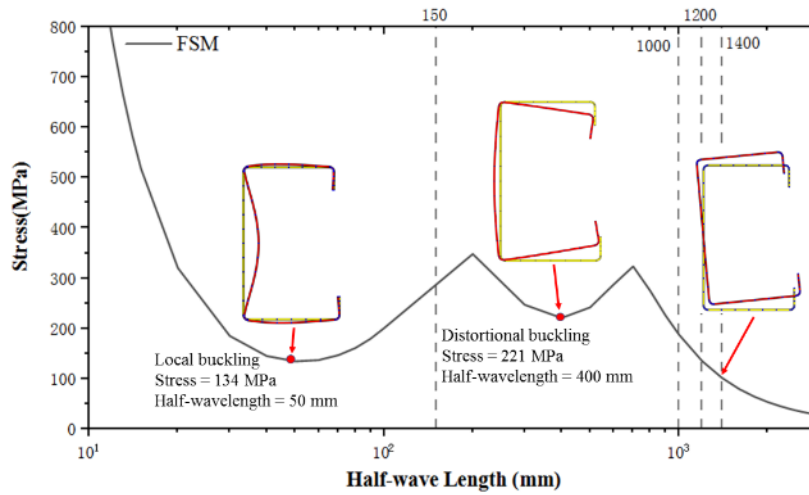 150
1200
800
FSM
1000
1400
700
600
500
400
300
200
100
0
Stress(MPa)
Local buckling
Stress = 134 MPa
Half-wavelength = 50 mm
Distortional buckling
Stress = 221 MPa
Half-wavelength = 400 mm
10¹
10²
10³
Half-wave Length (mm)